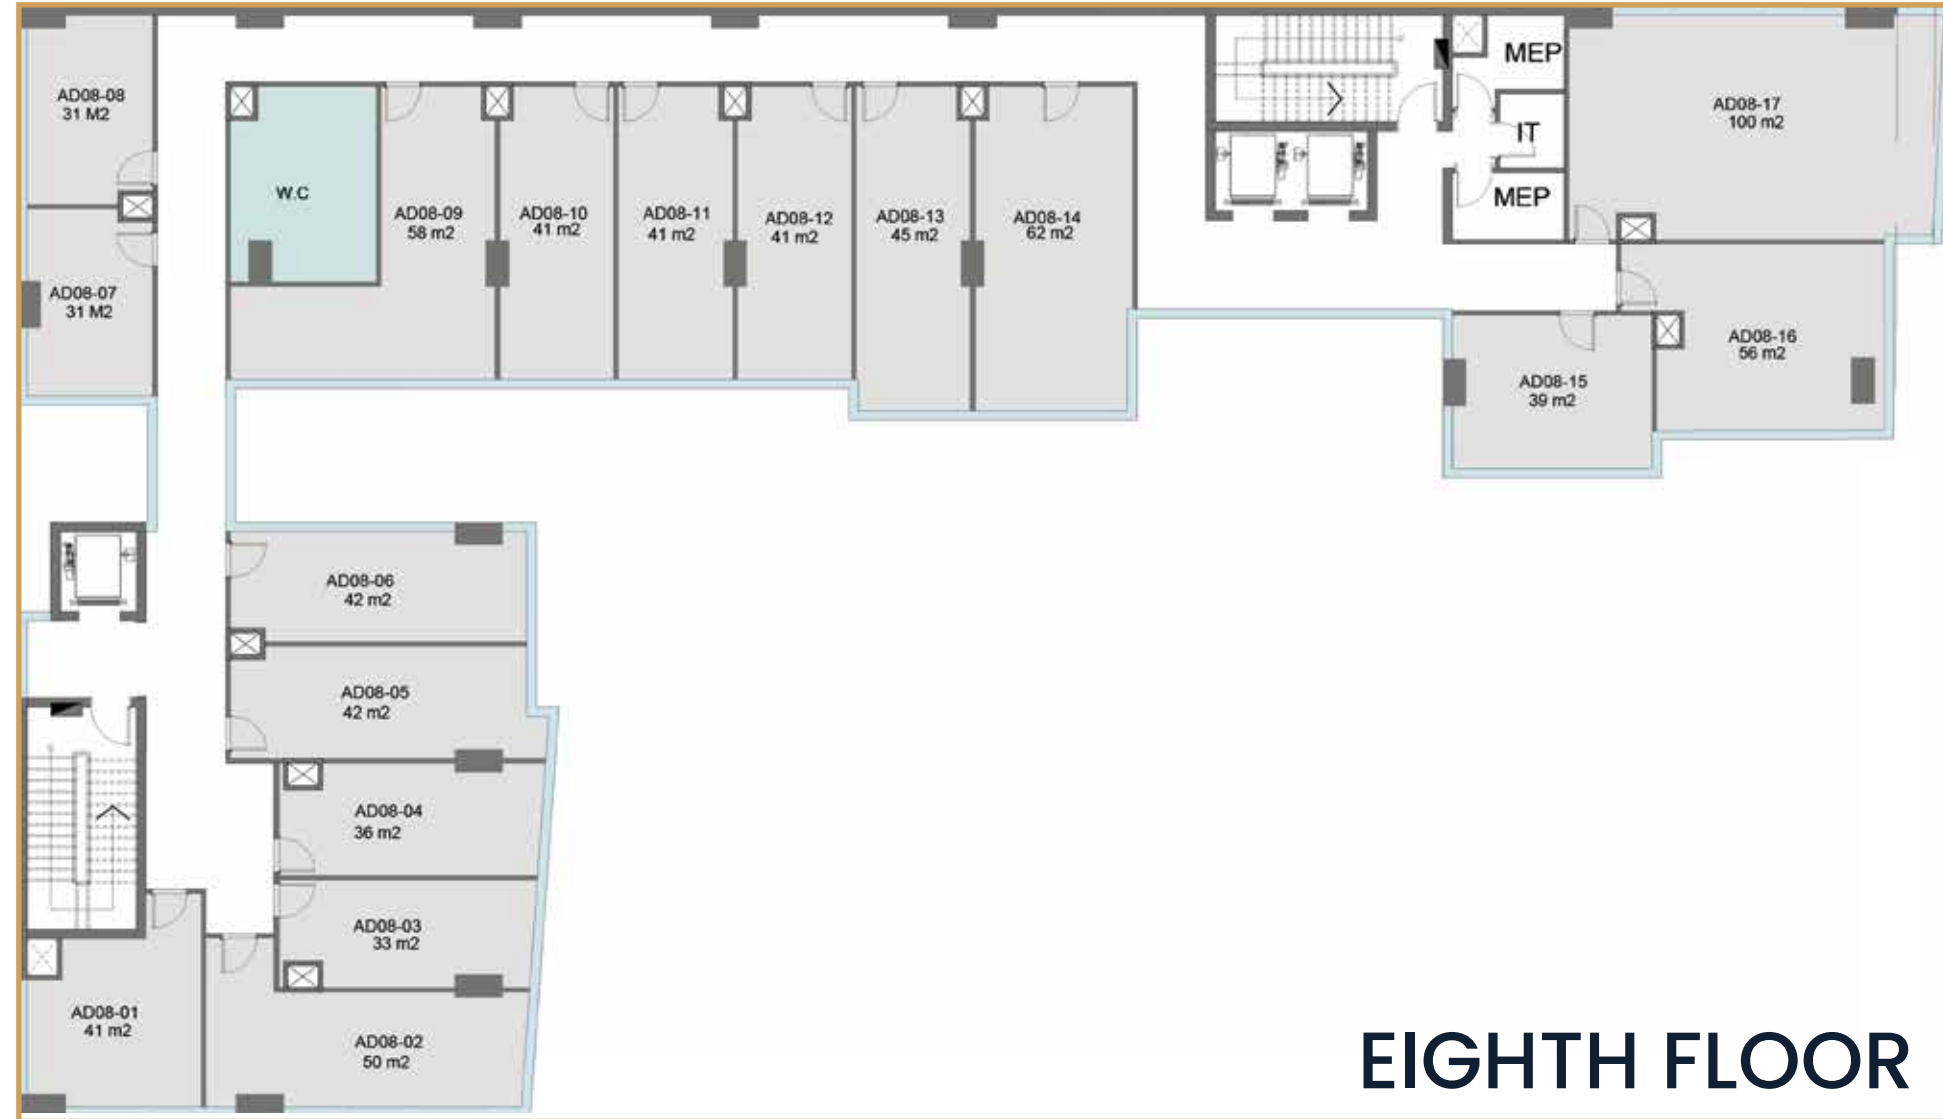 AD08-08
31 M2
AD08-07
31 M2
W.C
AD08-09
58 m2
AD08-10
41 m2
AD08-11
41 m2
AD08-12
41 m2
AD08-13
45 m2
AD08-14
62 m2
MEP
IT
MEP
AD08-17
100 m2
AD08-16
56 m2
AD08-15
39 m2
AD08-06
42 m2
AD08-05
42 m2
AD08-04
36 m2
AD08-03
33 m2
AD08-01
41 m2
AD08-02
50 m2
EIGHTH FLOOR